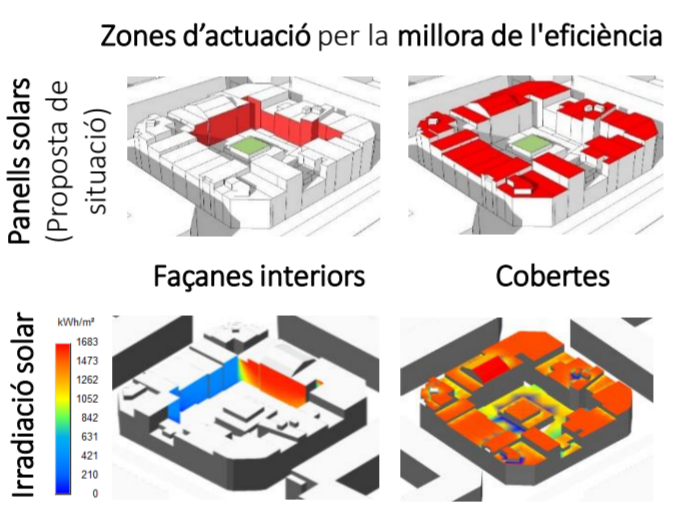 Zones d’actuació per la millora de l'eficiència
Panells solars
(Proposta de
situació)
Façanes interiors
Cobertes
Irradiació solar
kWh/m²
1683
1473
1262
1052
842
631
421
210
0